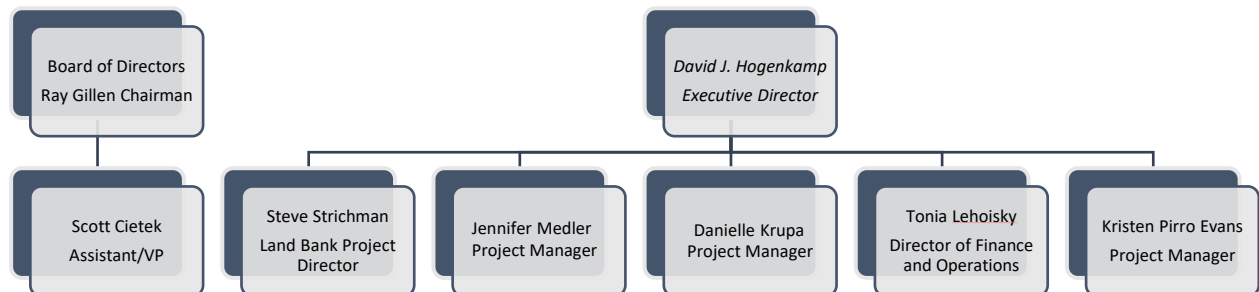 Board of Directors
Ray Gillen Chairman
David J. Hogenkamp
Executive Director
Scott Cietek
Assistant/VP
Steve Strichman
Land Bank Project
Director
Jennifer Medler
Project Manager
Danielle Krupa
Project Manager
Tonia Lehoisky
Director of Finance
and Operations
Kristen Pirro Evans
Project Manager